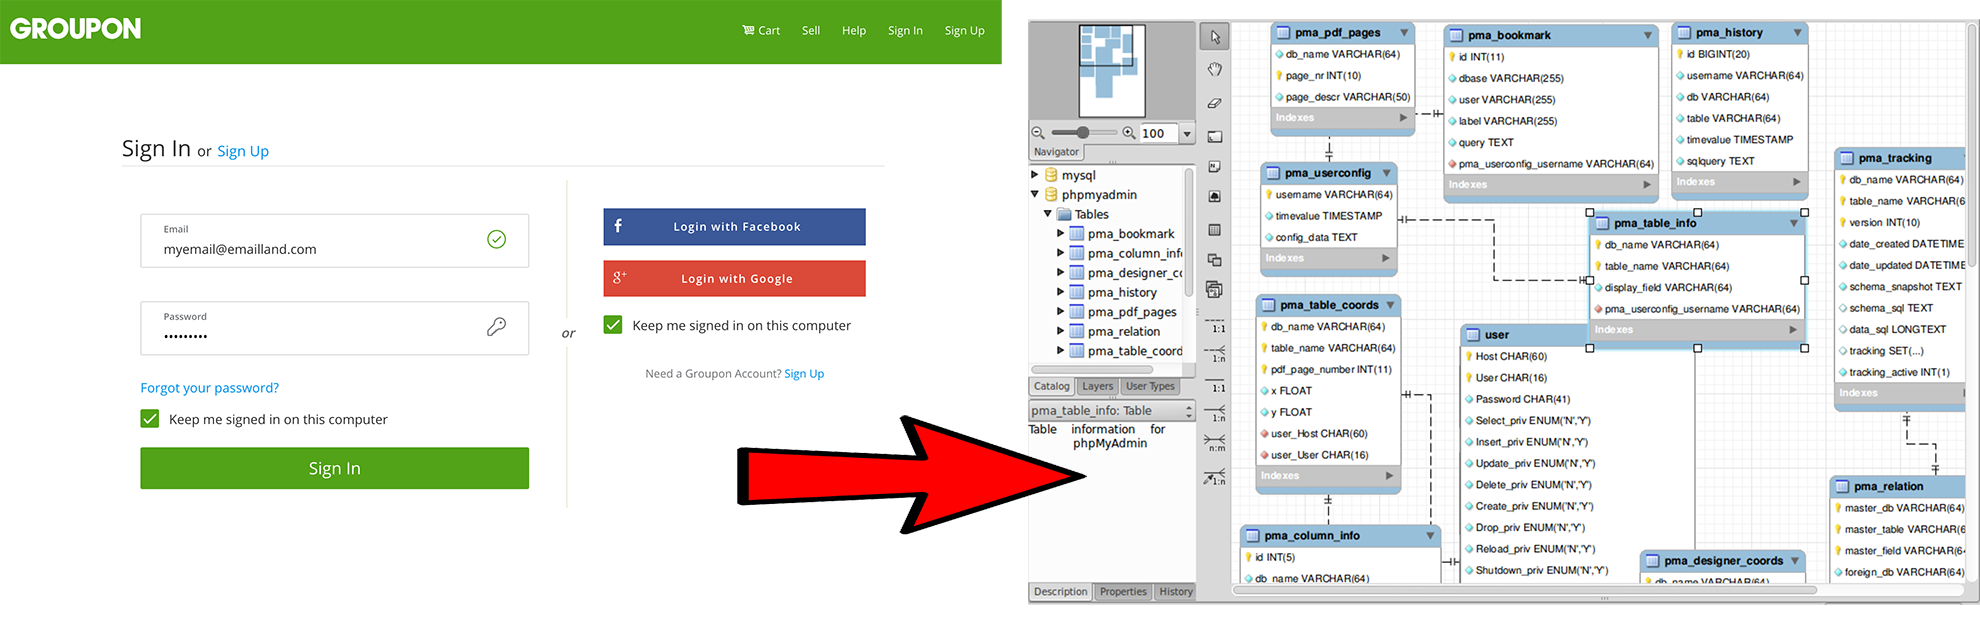 GROUPON
Cart Sell Help Sign In Sign Up
Sign In or Sign Up
Email
myemail@emailland.com
Password
•••••••••
Forgot your password?
Keep me signed in on this computer
Sign In
or
f Login with Facebook
g+ Login with Google
Keep me signed in on this computer
Need a Groupon Account? Sign Up
100
Navigator
mysql
phpmyadmin
Tables
pma_bookmark
pma_column_inf
pma_designer_co
pma_history
pma_pdf_pages
pma_relation
pma_table_coord
Catalog Layers User Types
pma_table_info: Table
Table information for
phpMyAdmin
Description Properties History
1:1
1:n
1:1
1:n
n:m
1:n
pma_pdf_pages
db_name VARCHAR(64)
page_nr INT(10)
page_descr VARCHAR(50)
Indexes
pma_bookmark
id INT(11)
dbase VARCHAR(255)
user VARCHAR(255)
label VARCHAR(255)
query TEXT
pma_userconfig_username VARCHAR(64)
Indexes
pma_history
id BIGINT(20)
username VARCHAR(64)
db VARCHAR(64)
table VARCHAR(64)
timevalue TIMESTAMP
sqlquery TEXT
Indexes
pma_userconfig
username VARCHAR(64)
timevalue TIMESTAMP
config_data TEXT
Indexes
pma_tracking
db_name VARCHAR(64)
table_name VARCHAR(6
version INT(10)
date_created DATETIME
date_updated DATETIME
schema_snapshot TEXT
schema_sql TEXT
data_sql LONGTEXT
tracking SET(...)
tracking_active INT(1)
Indexes
pma_table_info
db_name VARCHAR(64)
table_name VARCHAR(64)
display_field VARCHAR(64)
pma_userconfig_username VARCHAR(64)
Indexes
pma_table_coords
db_name VARCHAR(64)
table_name VARCHAR(64)
pdf_page_number INT(11)
x FLOAT
y FLOAT
user_Host CHAR(60)
user_User CHAR(16)
Indexes
user
Host CHAR(60)
User CHAR(16)
Password CHAR(41)
Select_priv ENUM('N','Y')
Insert_priv ENUM('N','Y')
Update_priv ENUM('N','Y')
Delete_priv ENUM('N','Y')
Create_priv ENUM('N','Y')
Drop_priv ENUM('N','Y')
Reload_priv ENUM('N','Y')
Shutdown_priv ENUM('N','Y')
pma_column_info
id INT(5)
db_name VARCHAR(64)
pma_designer_coords
db_name VARCHAR(64)
pma_relation
master_db VARCHAR(64)
master_table VARCHAR(6
master_field VARCHAR(64
foreign_db VARCHAR(64)